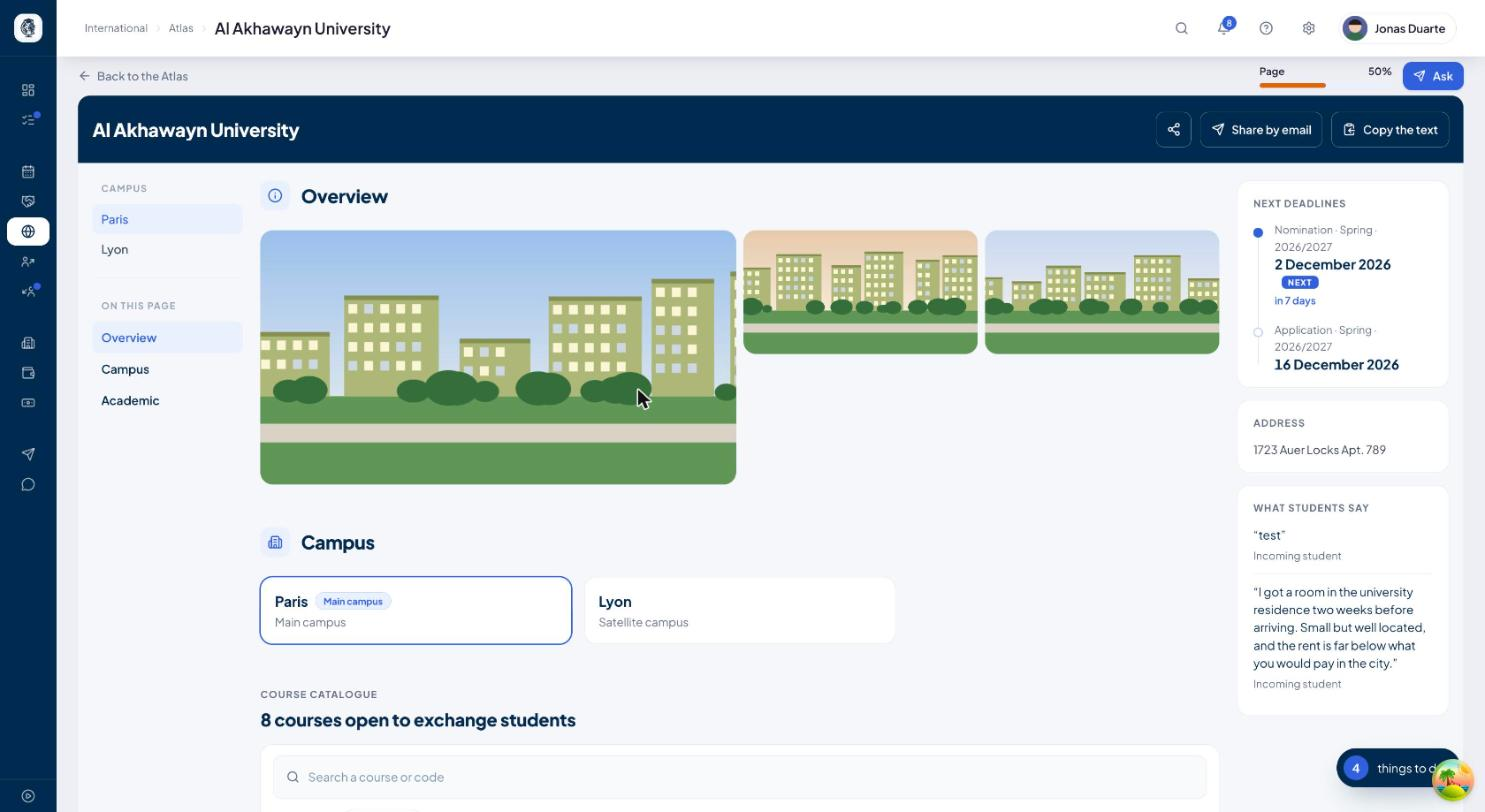 International
Atlas
Al Akhawayn University
8
Jonas Duarte
Back to the Atlas
Page
50%
Ask
Al Akhawayn University
Share by email
Copy the text
CAMPUS
Paris
Lyon
ON THIS PAGE
Overview
Campus
Academic
Overview
Campus
Paris
Main campus
Main campus
Lyon
Satellite campus
COURSE CATALOGUE
8 courses open to exchange students
Search a course or code
NEXT DEADLINES
Nomination · Spring ·
2026/2027
2 December 2026
NEXT
in 7 days
Application · Spring ·
2026/2027
16 December 2026
ADDRESS
1723 Auer Locks Apt. 789
WHAT STUDENTS SAY
“test”
Incoming student
“I got a room in the university
residence two weeks before
arriving. Small but well located,
and the rent is far below what
you would pay in the city.”
Incoming student
4
things to